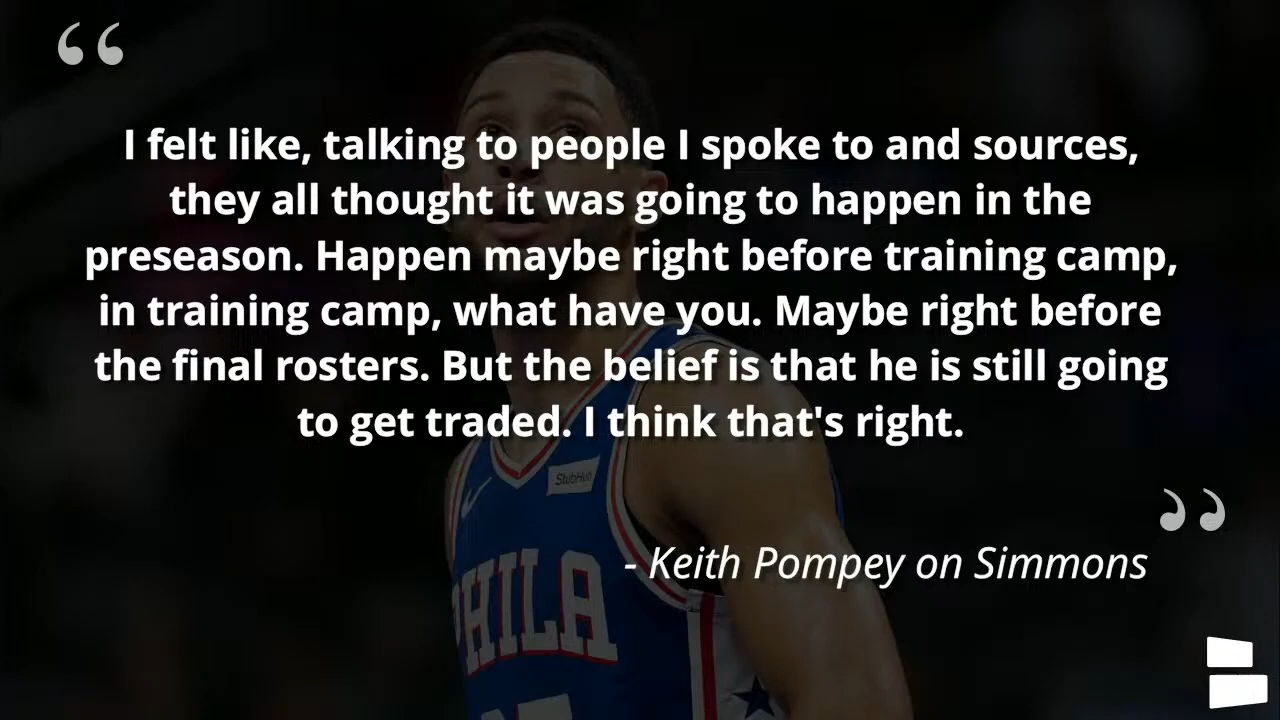 “
I felt like, talking to people I spoke to and sources,
they all thought it was going to happen in the
preseason. Happen maybe right before training camp,
in training camp, what have you. Maybe right before
the final rosters. But the belief is that he is still going
to get traded. I think that's right.
”
- Keith Pompey on Simmons
StubHub
PHILA